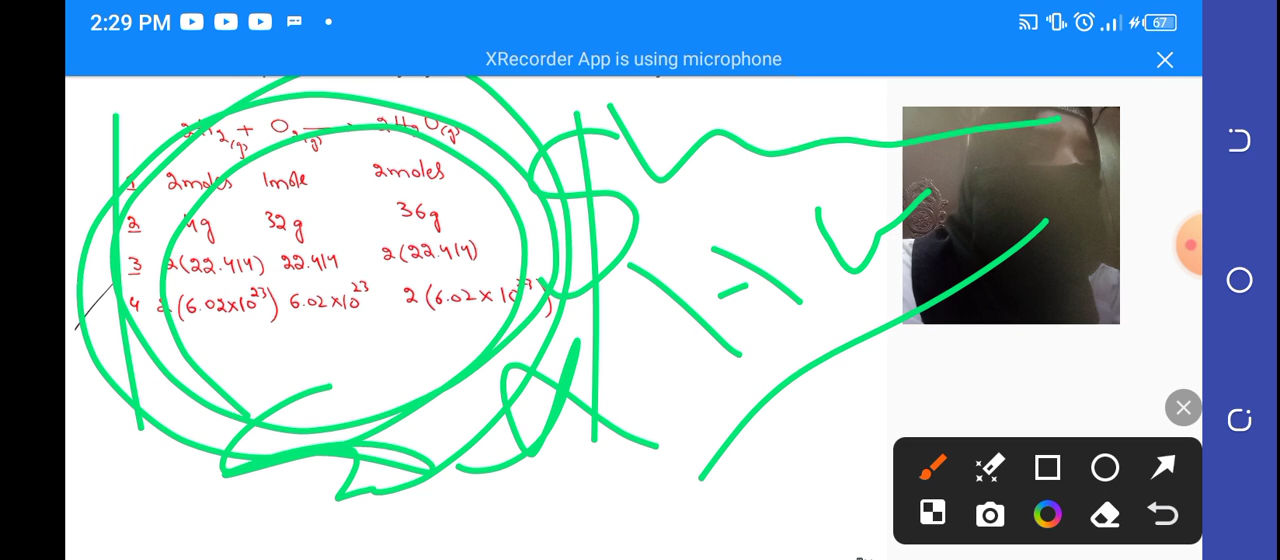 2:29 PM
67
XRecorder App is using microphone
2H₂(g) + O₂(g) → 2H₂O(g)
1 2moles 1mole 2moles
2 4g 32g 36g
3 2(22.414) 22.414 2(22.414)
4 2(6.02×10²³) 6.02×10²³ 2(6.02×10²³)